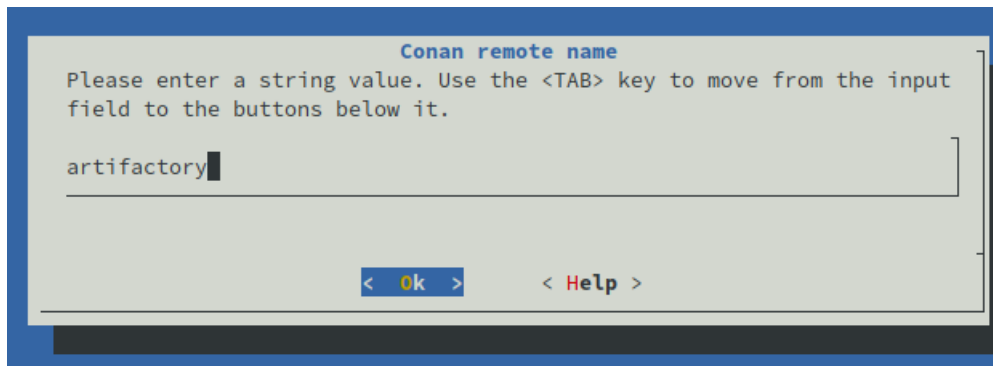 Conan remote name
Please enter a string value. Use the <TAB> key to move from the input
field to the buttons below it.
artifactory
< Ok > < Help >